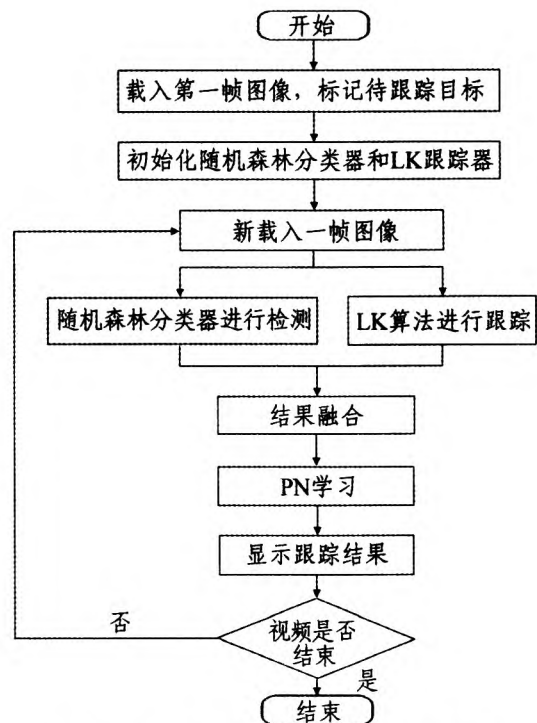 开始
载入第一帧图像，标记待跟踪目标
初始化随机森林分类器和LK跟踪器
新载入一帧图像
随机森林分类器进行检测
LK算法进行跟踪
结果融合
PN学习
显示跟踪结果
视频是否
结束
否
是
结束